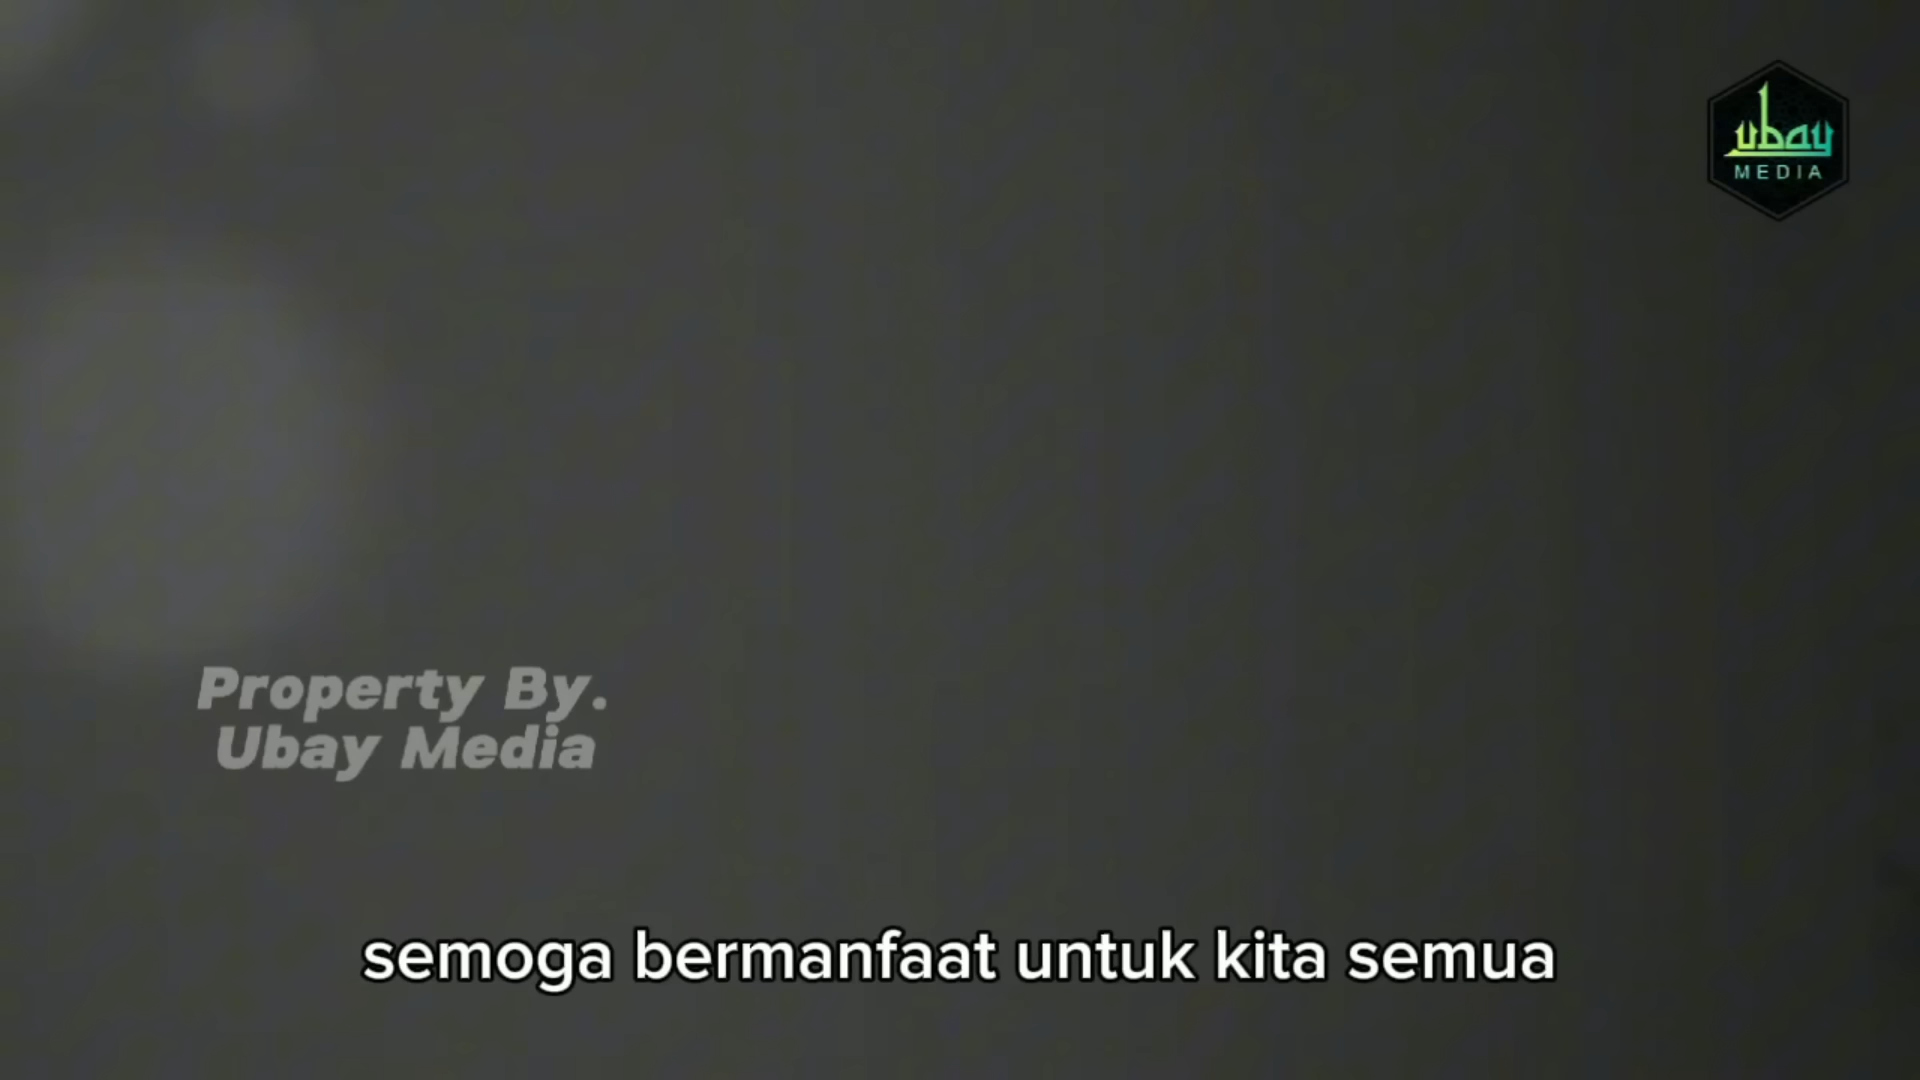 ubay
MEDIA
Property By.
Ubay Media
semoga bermanfaat untuk kita semua